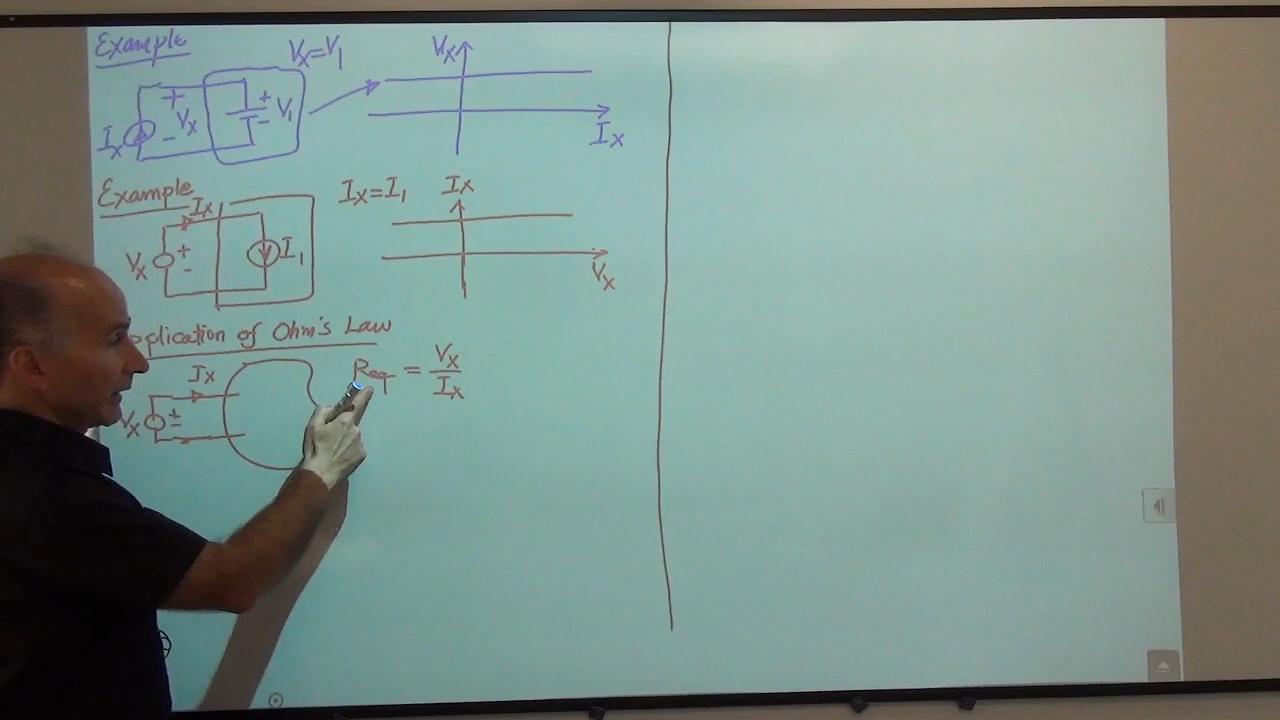 Example
Vx=V1
Vx
Ix
+
Vx
-
+
V1
-
Ix
Example
Ix
Ix=I1
Ix
Vx
+
-
I1
Vx
plication of Ohm's Law
Ix
Req = Vx/Ix
Vx
+
-